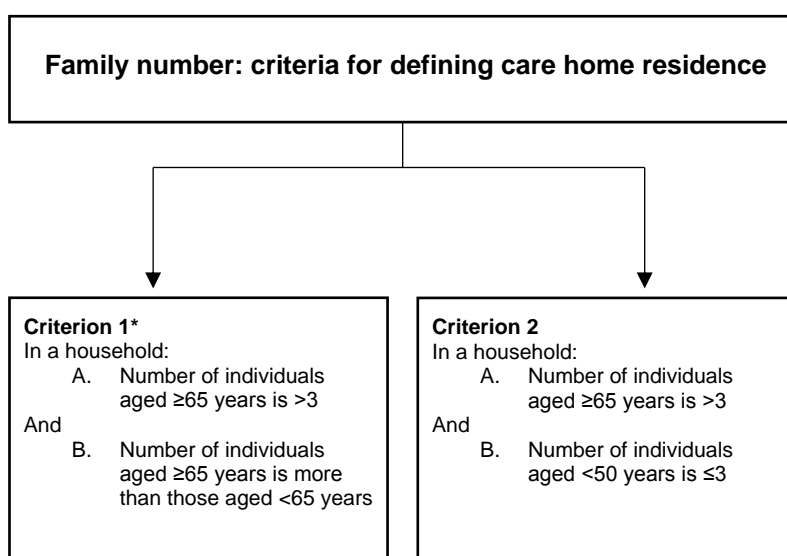 Family number: criteria for defining care home residence
Criterion 1*
In a household:
A. Number of individuals
aged ≥65 years is >3
And
B. Number of individuals
aged ≥65 years is more
than those aged <65 years
Criterion 2
In a household:
A. Number of individuals
aged ≥65 years is >3
And
B. Number of individuals
aged <50 years is ≤3